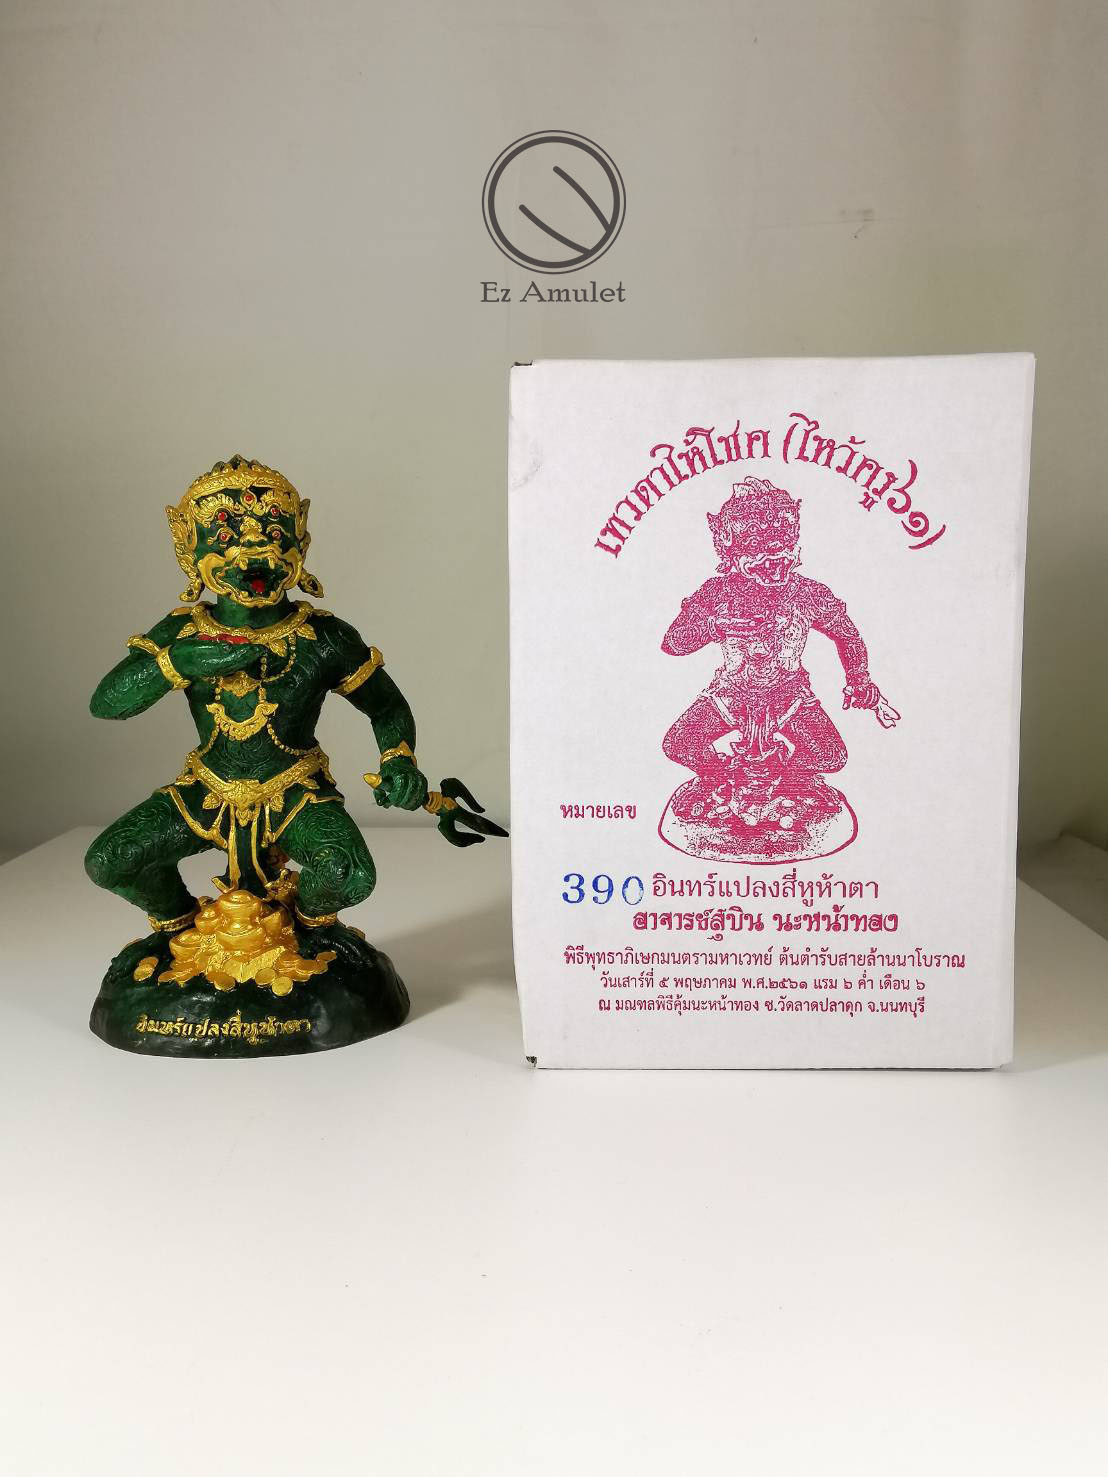 Ez Amulet
เทวดาให้โชค (ไหว้ครู ๖๑)
หมายเลข
390 อินทร์แปลงสี่หูห้าตา
อาจารย์สุบิน นะหน้าทอง
พิธีพุทธาภิเษกมนตรามหาเวทย์ ต้นตำรับสายล้านนาโบราณ
วันเสาร์ที่ ๕ พฤษภาคม พ.ศ.๒๕๖๑ แรม ๖ ค่ำ เดือน ๖
ณ มณฑลพิธีคุ้มนะหน้าทอง ซ.วัดลาดปลาดุก จ.นนทบุรี
อินทร์แปลงสี่หูห้าตา